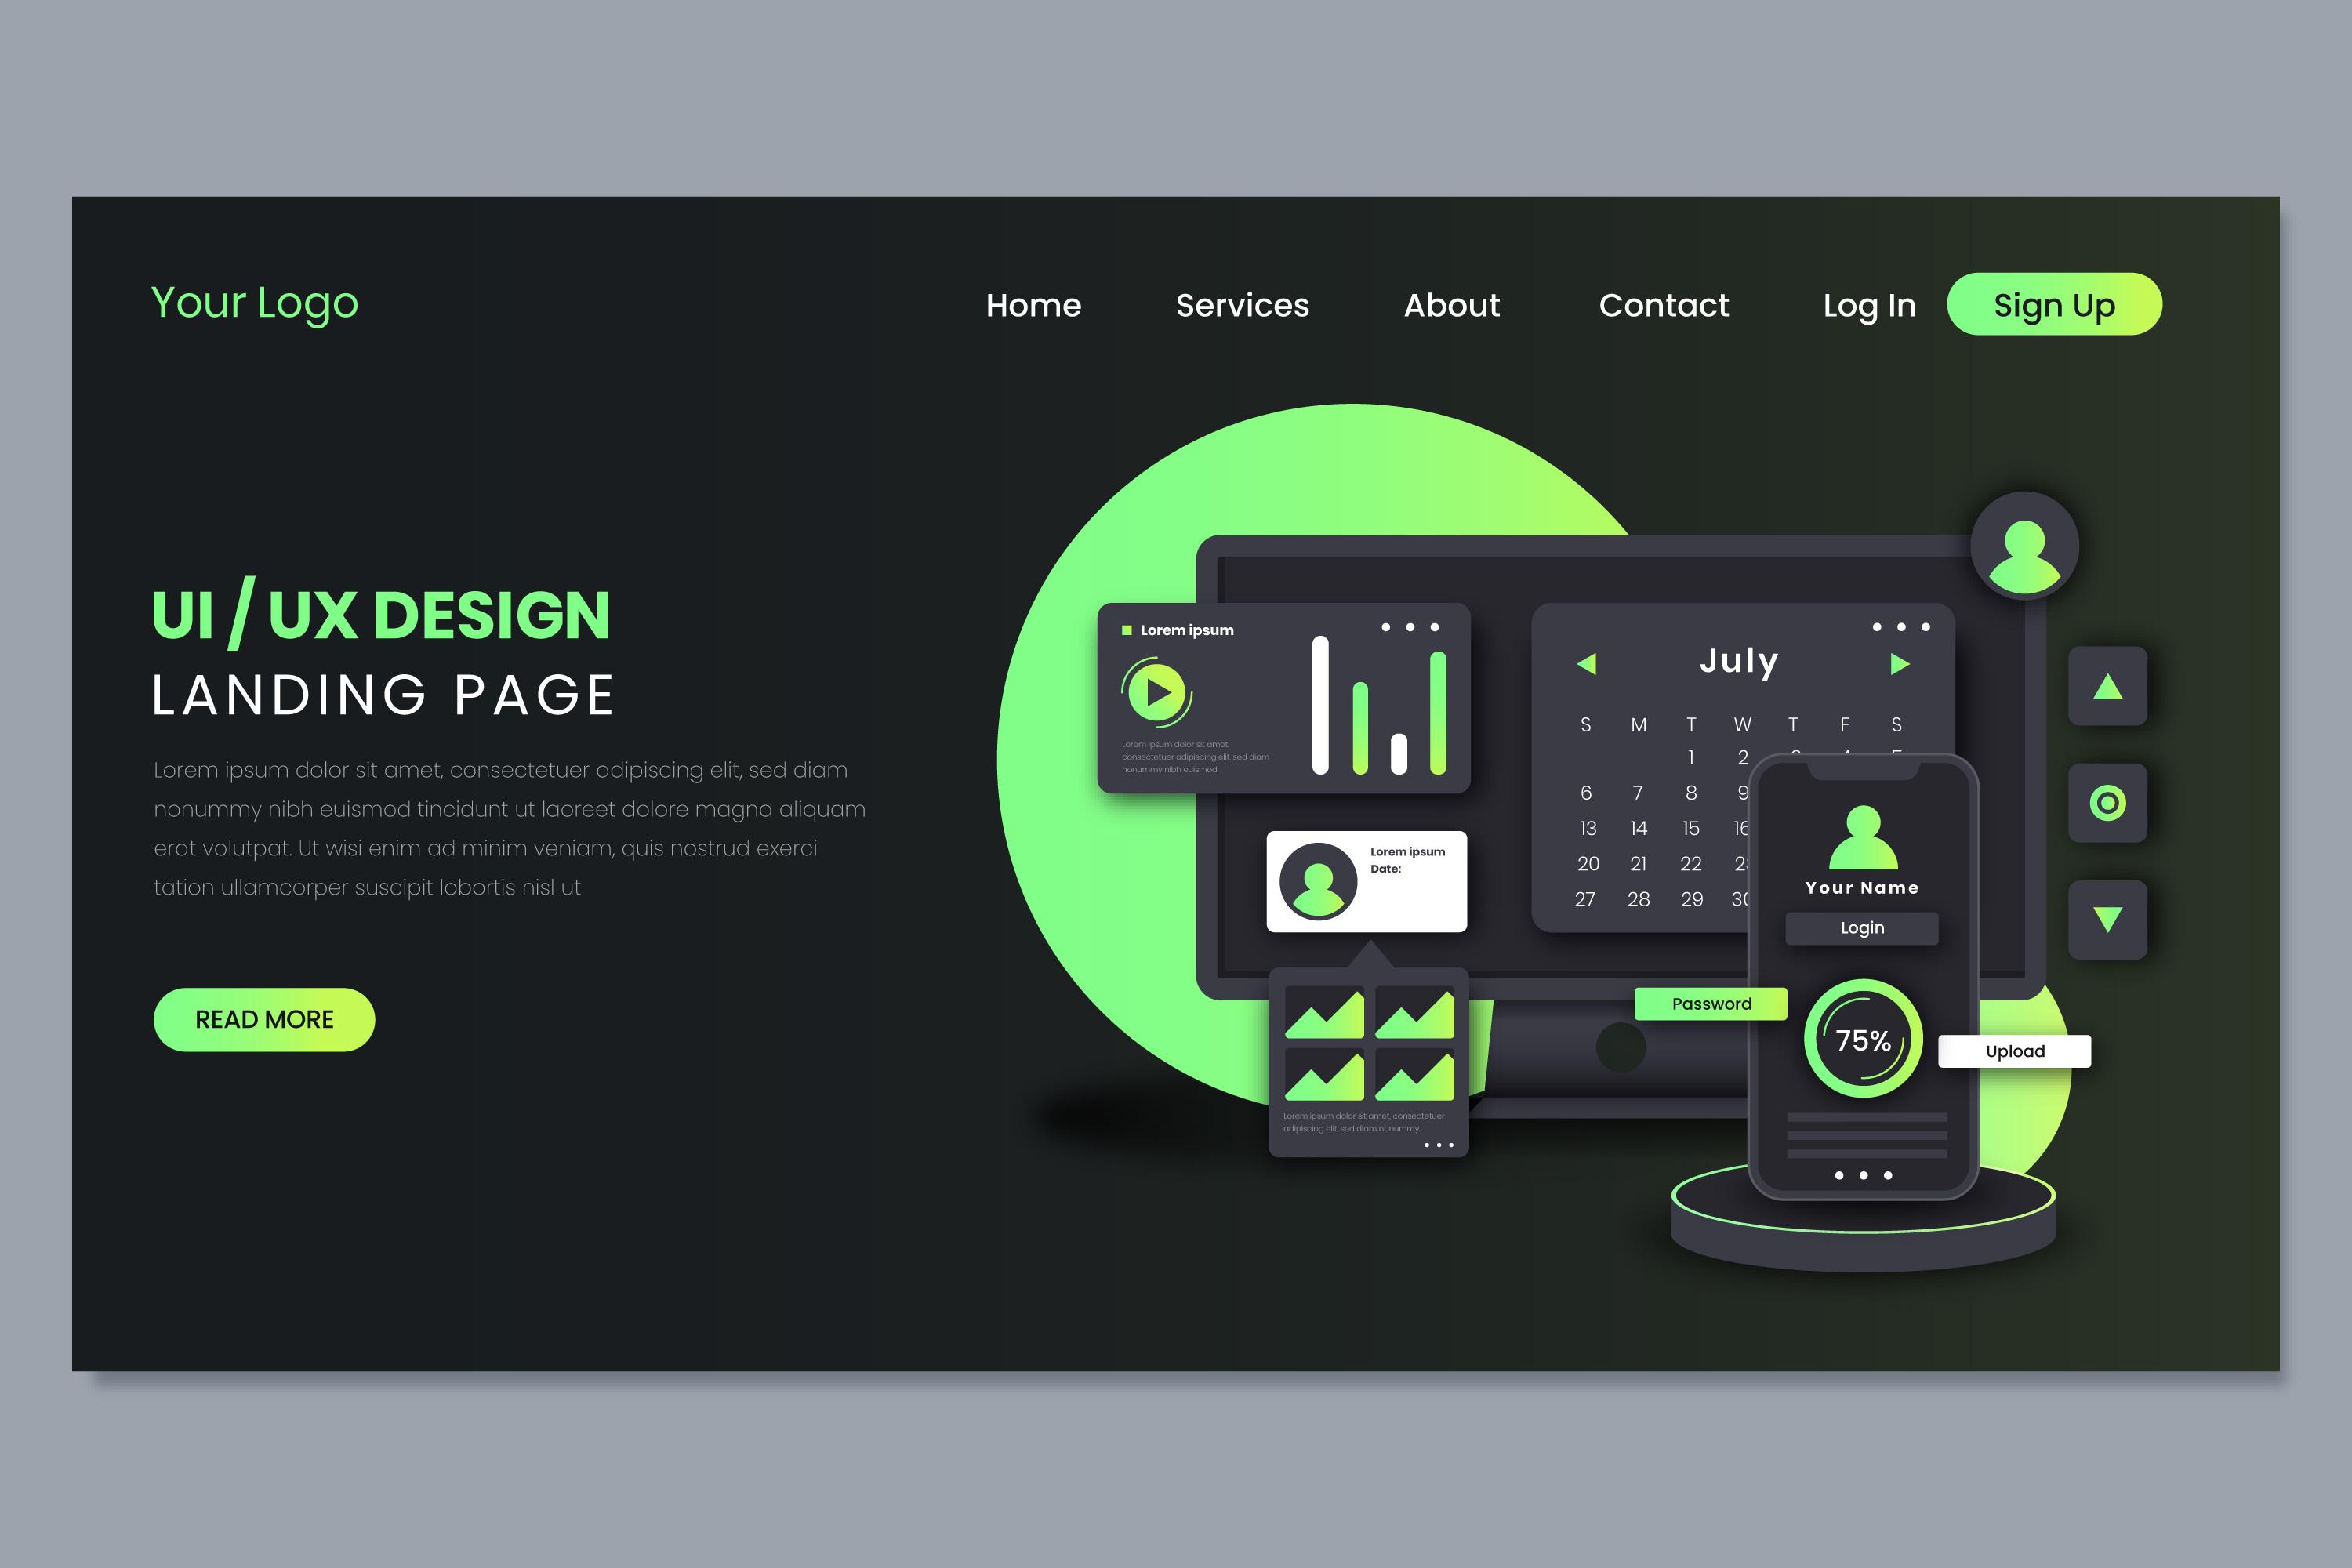 Your Logo
Home Services About Contact Log In Sign Up
UI / UX DESIGN
LANDING PAGE
Lorem ipsum dolor sit amet, consectetuer adipiscing elit, sed diam
nonummy nibh euismod tincidunt ut laoreet dolore magna aliquam
erat volutpat. Ut wisi enim ad minim veniam, quis nostrud exerci
tation ullamcorper suscipit lobortis nisl ut
READ MORE
Lorem ipsum
Lorem ipsum dolor sit amet,
consectetuer adipiscing elit, sed diam
nonummy nibh euismod.
Lorem ipsum
Date:
Lorem ipsum dolor sit amet, consectetuer
adipiscing elit, sed diam nonummy.
July
S M T W T F S
1 2
6 7 8 9
13 14 15 16
20 21 22
27 28 29 30
Your Name
Login
Password
75%
Upload